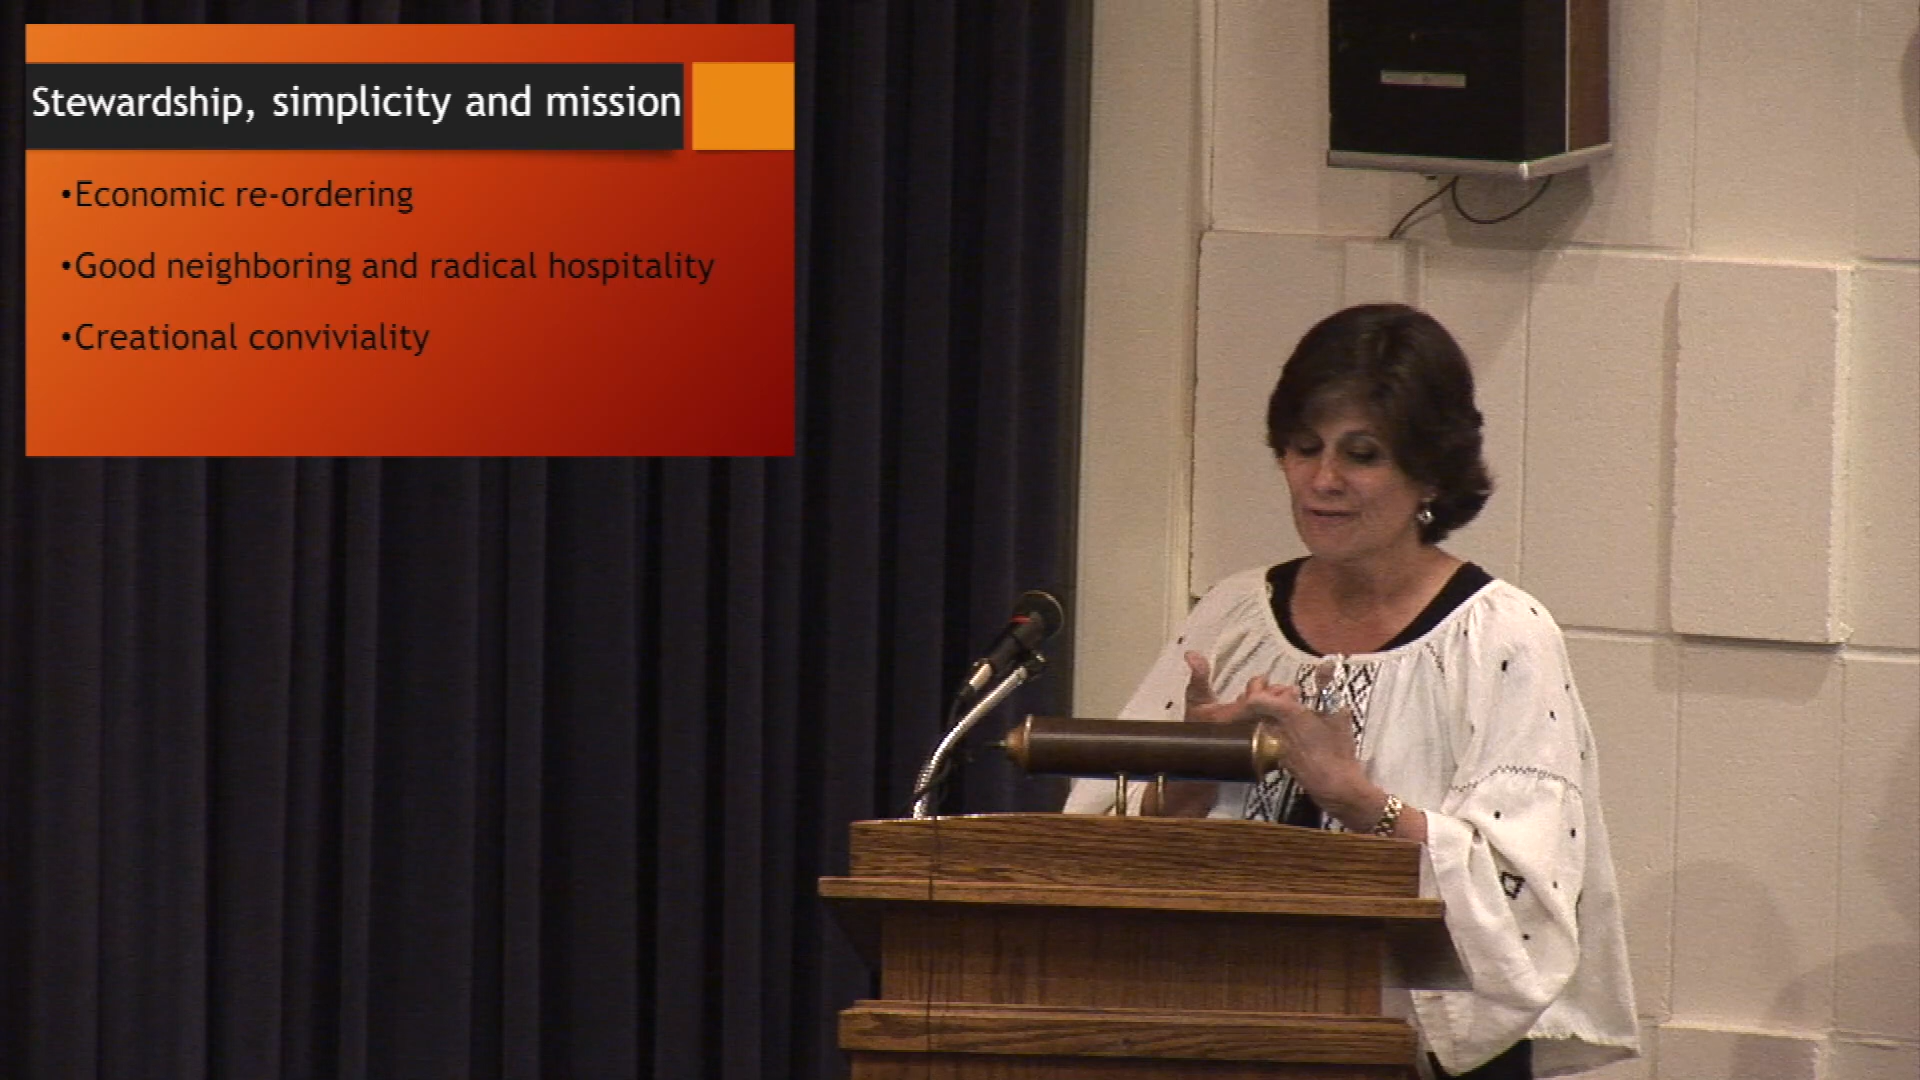 Stewardship, simplicity and mission
•Economic re-ordering
•Good neighboring and radical hospitality
•Creational conviviality